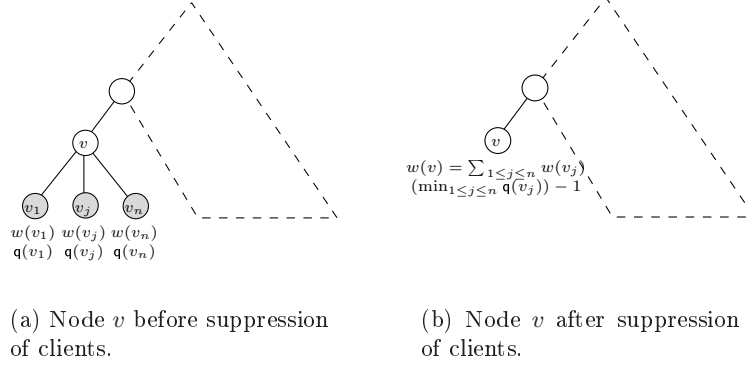 v
v₁ vⱼ vₙ
w(v₁) w(vⱼ) w(vₙ)
q(v₁) q(vⱼ) q(vₙ)
(a) Node v before suppression
of clients.
v
w(v) = ∑₁≤ⱼ≤ₙ w(vⱼ)
(min₁≤ⱼ≤ₙ q(vⱼ)) − 1
(b) Node v after suppression
of clients.